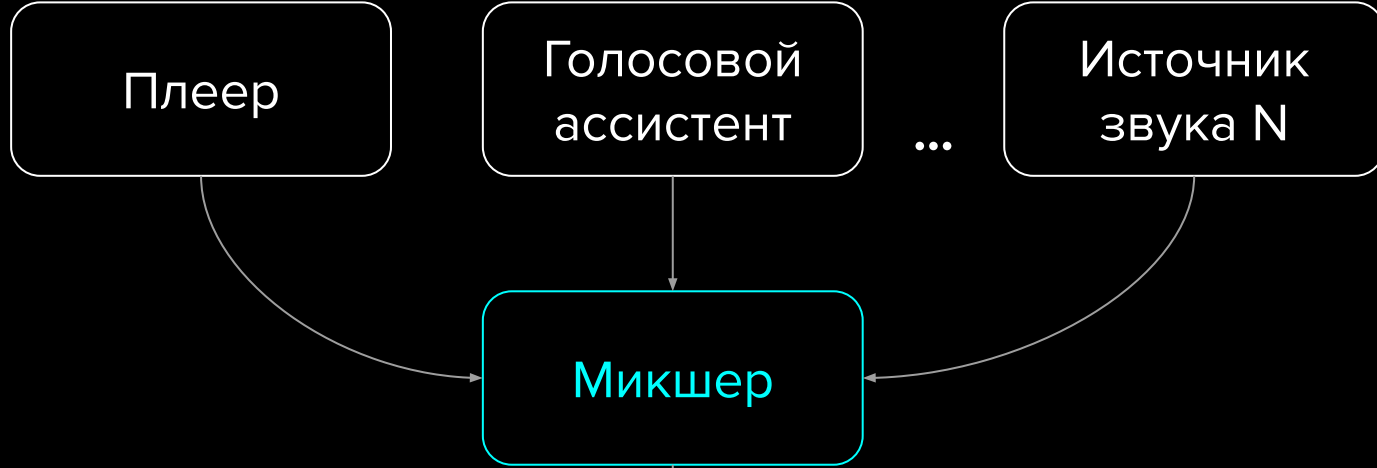 Плеер
Голосовой
ассистент
...
Источник
звука N
Микшер